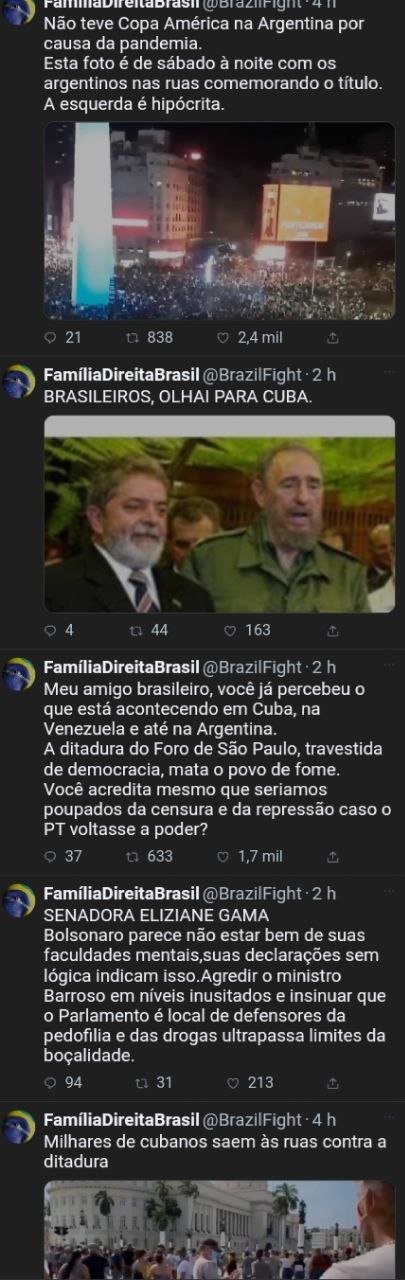 FamíliaDireitaBrasil @BrazilFight · 4 h
Não teve Copa América na Argentina por
causa da pandemia.
Esta foto é de sábado à noite com os
argentinos nas ruas comemorando o título.
A esquerda é hipócrita.
21 838 2,4 mil
FamíliaDireitaBrasil @BrazilFight · 2 h
BRASILEIROS, OLHAI PARA CUBA.
4 44 163
FamíliaDireitaBrasil @BrazilFight · 2 h
Meu amigo brasileiro, você já percebeu o
que está acontecendo em Cuba, na
Venezuela e até na Argentina.
A ditadura do Foro de São Paulo, travestida
de democracia, mata o povo de fome.
Você acredita mesmo que seriamos
poupados da censura e da repressão caso o
PT voltasse a poder?
37 633 1,7 mil
FamíliaDireitaBrasil @BrazilFight · 2 h
SENADORA ELIZIANE GAMA
Bolsonaro parece não estar bem de suas
faculdades mentais,suas declarações sem
lógica indicam isso.Agredir o ministro
Barroso em níveis inusitados e insinuar que
o Parlamento é local de defensores da
pedofilia e das drogas ultrapassa limites da
boçalidade.
94 31 213
FamíliaDireitaBrasil @BrazilFight · 4 h
Milhares de cubanos saem às ruas contra a
ditadura